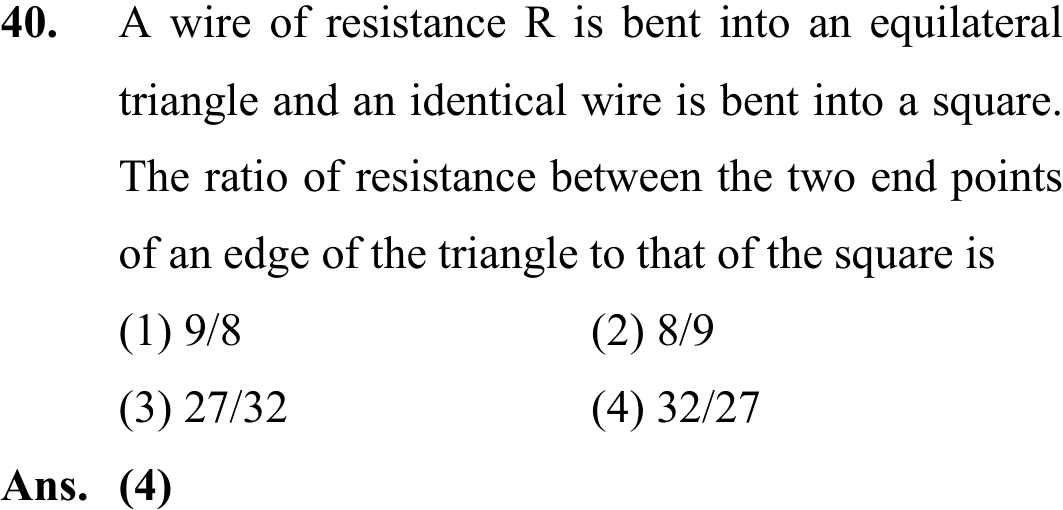 40. A wire of resistance R is bent into an equilateral
triangle and an identical wire is bent into a square.
The ratio of resistance between the two end points
of an edge of the triangle to that of the square is
(1) 9/8 (2) 8/9
(3) 27/32 (4) 32/27
Ans. (4)